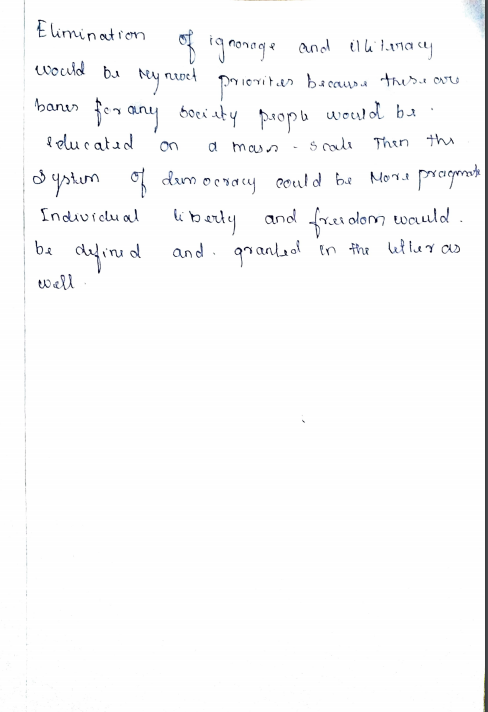 Elimination of ignorage and illiteracy
would be My next priorities because these are
banes for any society people would be
educated on a mass - scale Then the
System of democracy could be More pragmate
Individual liberty and freedom would.
be defined and. granted in the letter as
well.